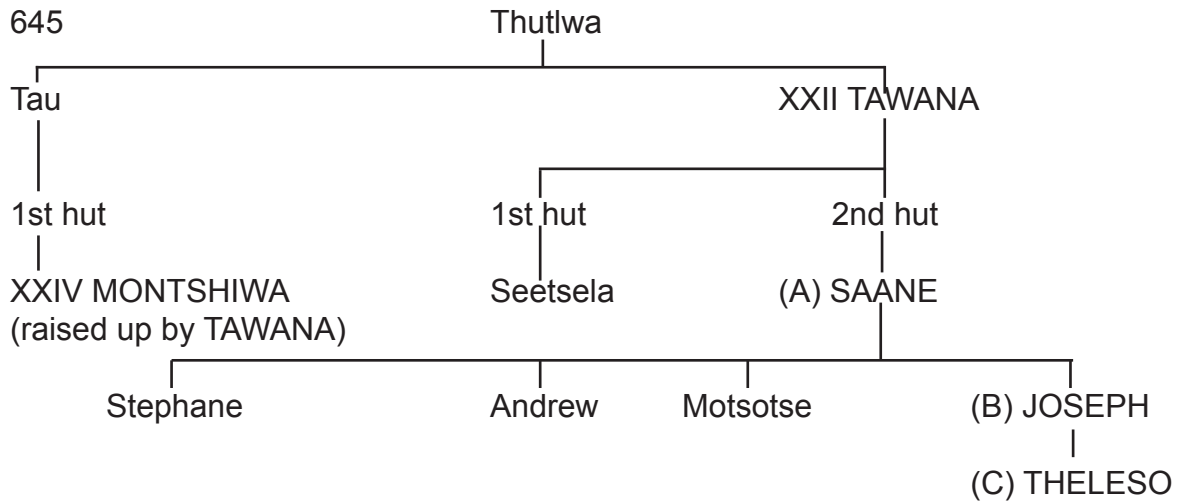 645 Thutlwa
Tau XXII TAWANA
1st hut 1st hut 2nd hut
XXIV MONTSHIWA Seetsela (A) SAANE
(raised up by TAWANA)
Stephane Andrew Motsotse (B) JOSEPH
(C) THELESO